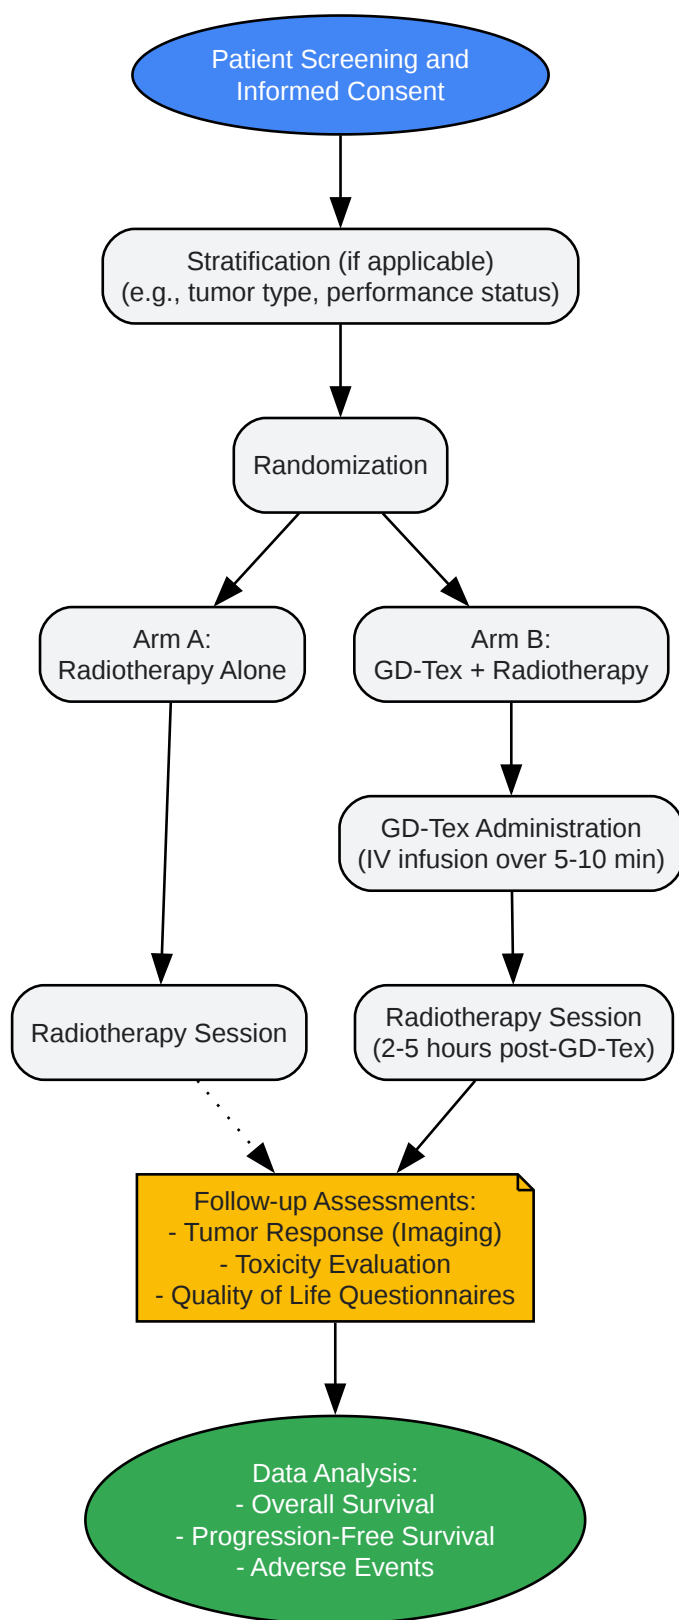 Patient Screening and
Informed Consent
Stratification (if applicable)
(e.g., tumor type, performance status)
Randomization
Arm A:
Radiotherapy Alone
Arm B:
GD-Tex + Radiotherapy
GD-Tex Administration
(IV infusion over 5-10 min)
Radiotherapy Session
Radiotherapy Session
(2-5 hours post-GD-Tex)
Follow-up Assessments:
- Tumor Response (Imaging)
- Toxicity Evaluation
- Quality of Life Questionnaires
Data Analysis:
- Overall Survival
- Progression-Free Survival
- Adverse Events